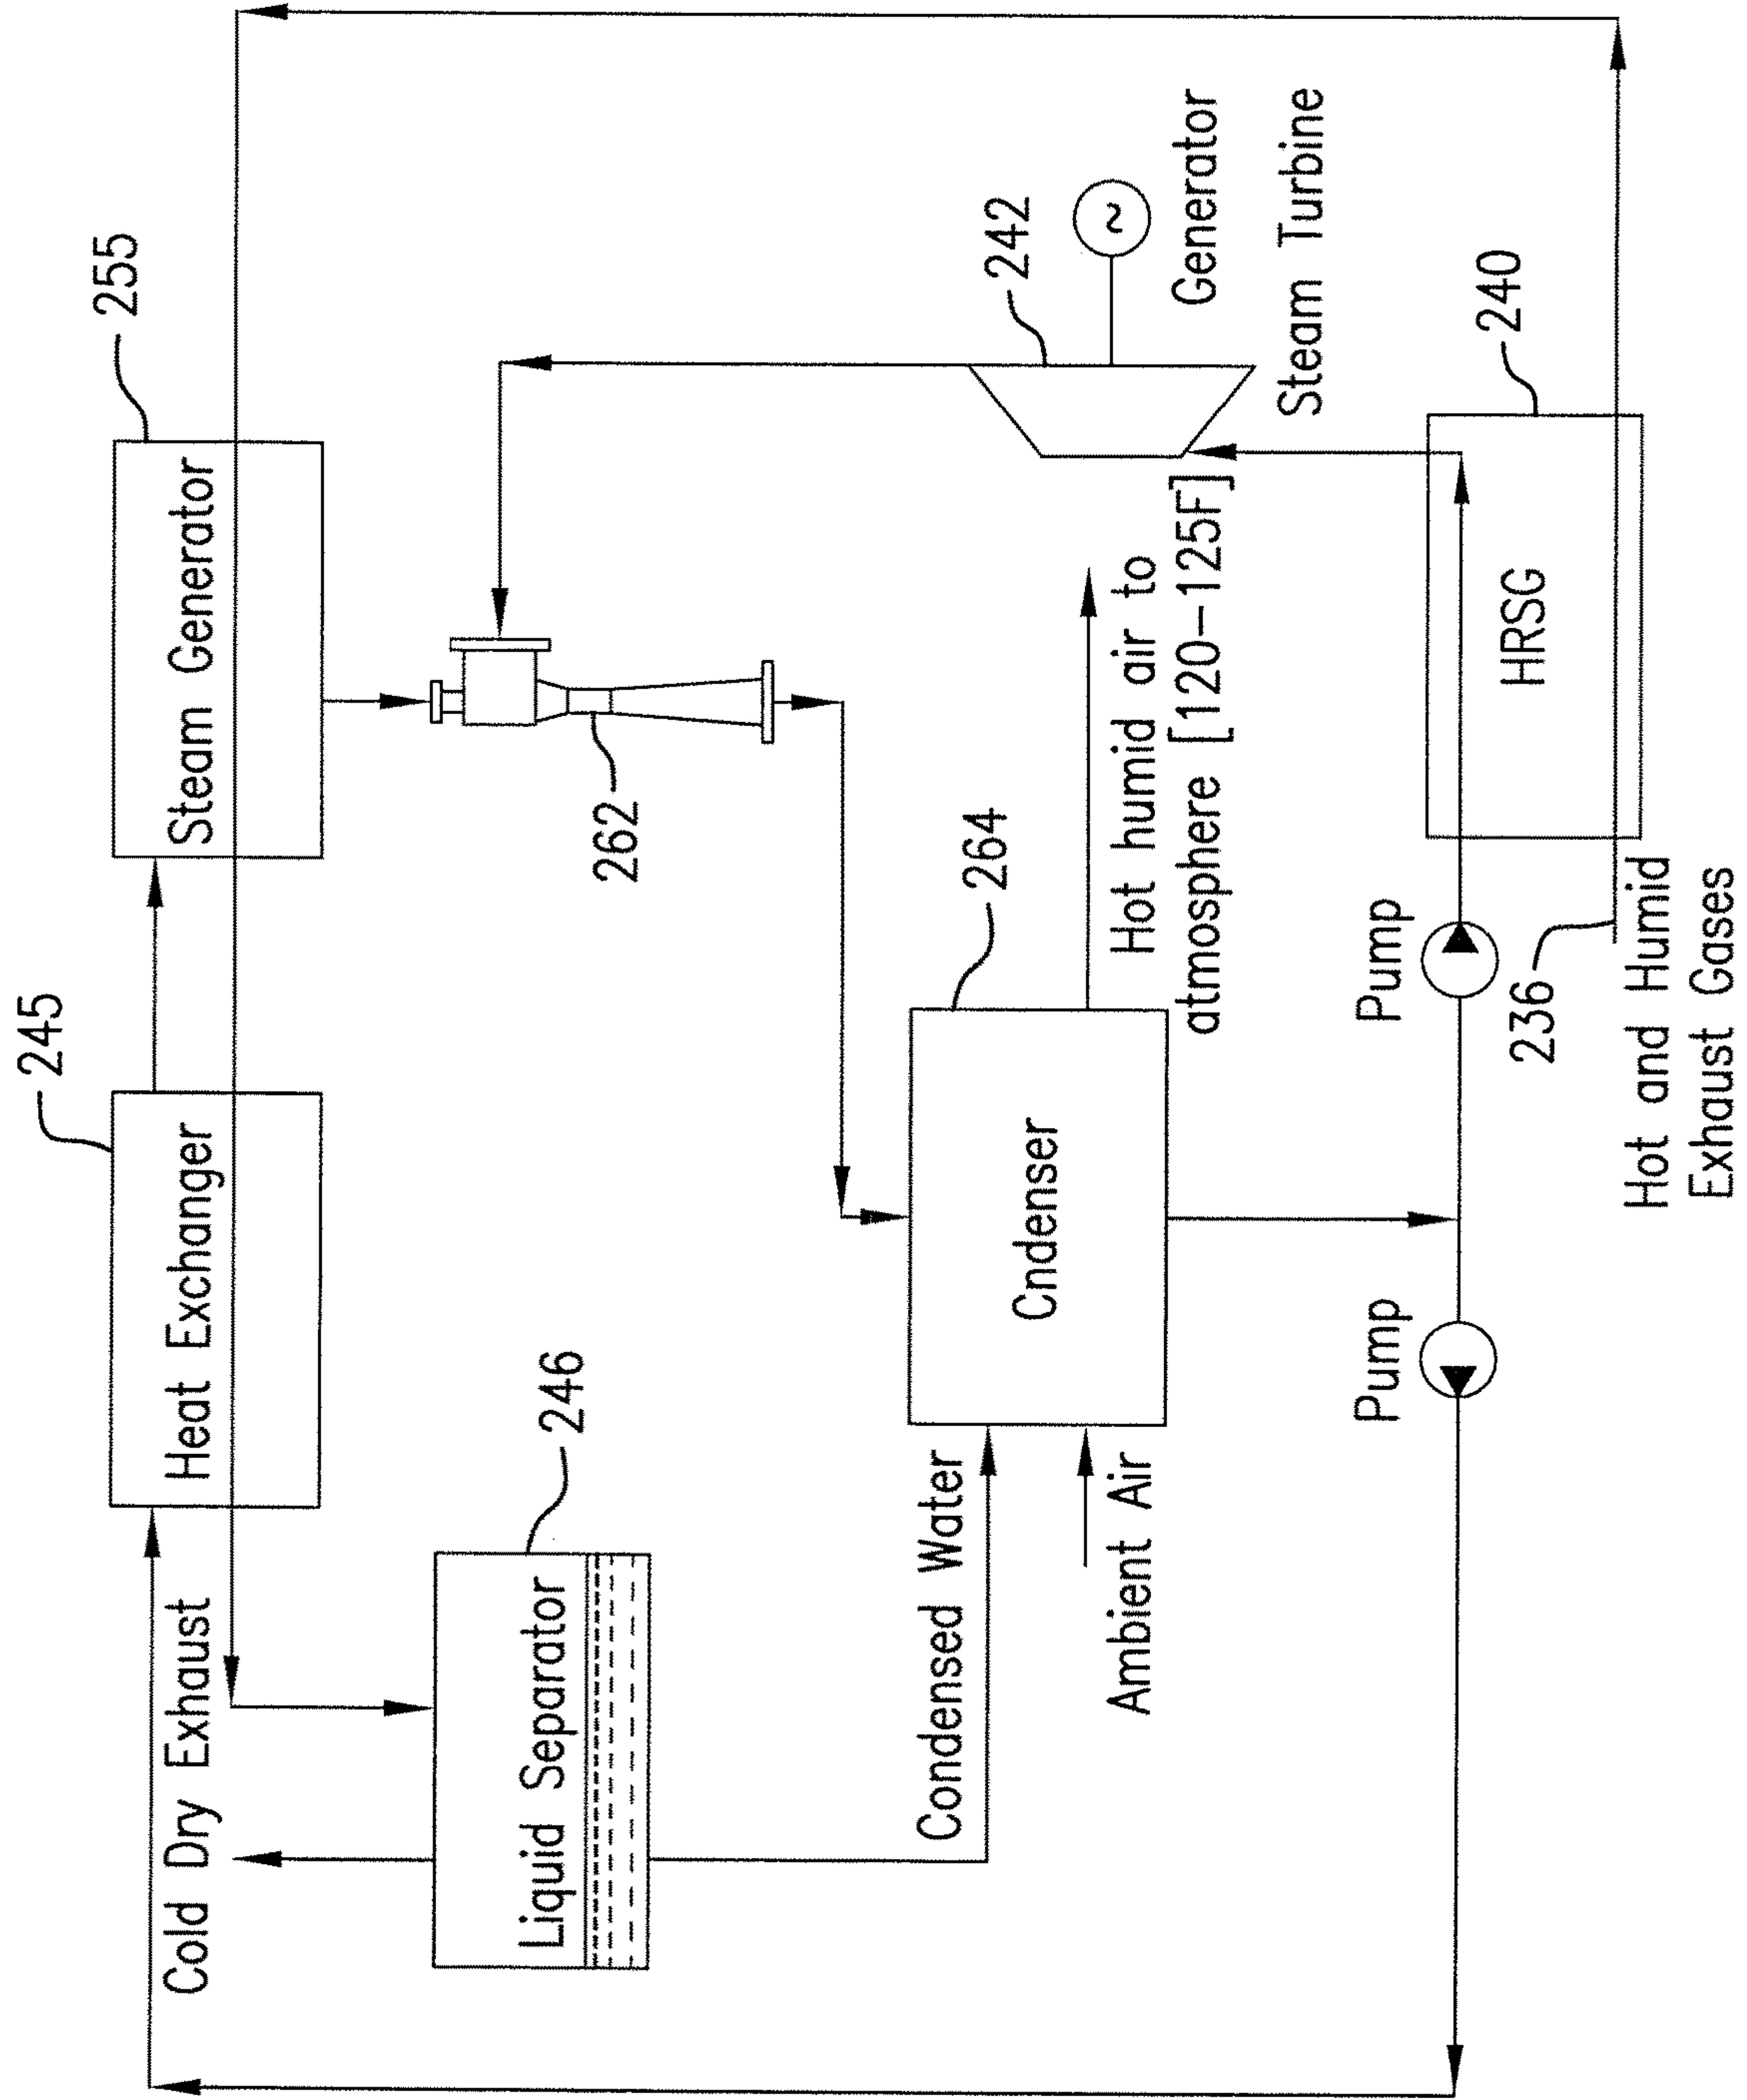 245
255
Heat Exchanger
Steam Generator
Cold Dry Exhaust
246
Liquid Separator
262
242
~
Generator
Steam Turbine
264
Condensed Water
Cndenser
Ambient Air
Hot humid air to
atmosphere [120-125F]
Pump
Pump
240
HRSG
236
Hot and Humid
Exhaust Gases